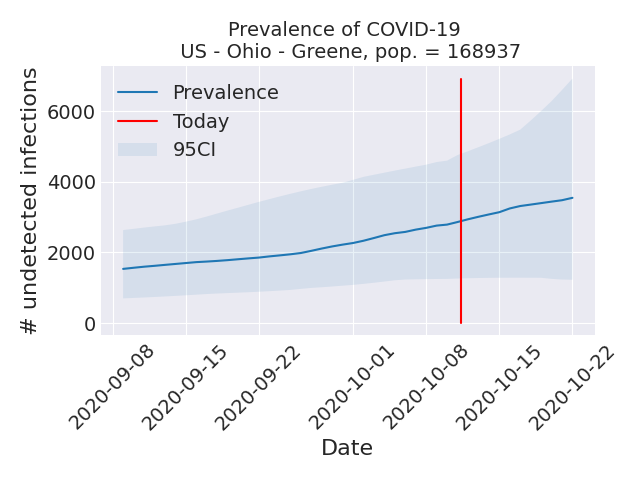 Prevalence of COVID-19
US - Ohio - Greene, pop. = 168937
# undetected infections
6000
4000
2000
0
Prevalence
Today
95CI
2020-09-08
2020-09-15
2020-09-22
2020-10-01
2020-10-08
2020-10-15
2020-10-22
Date